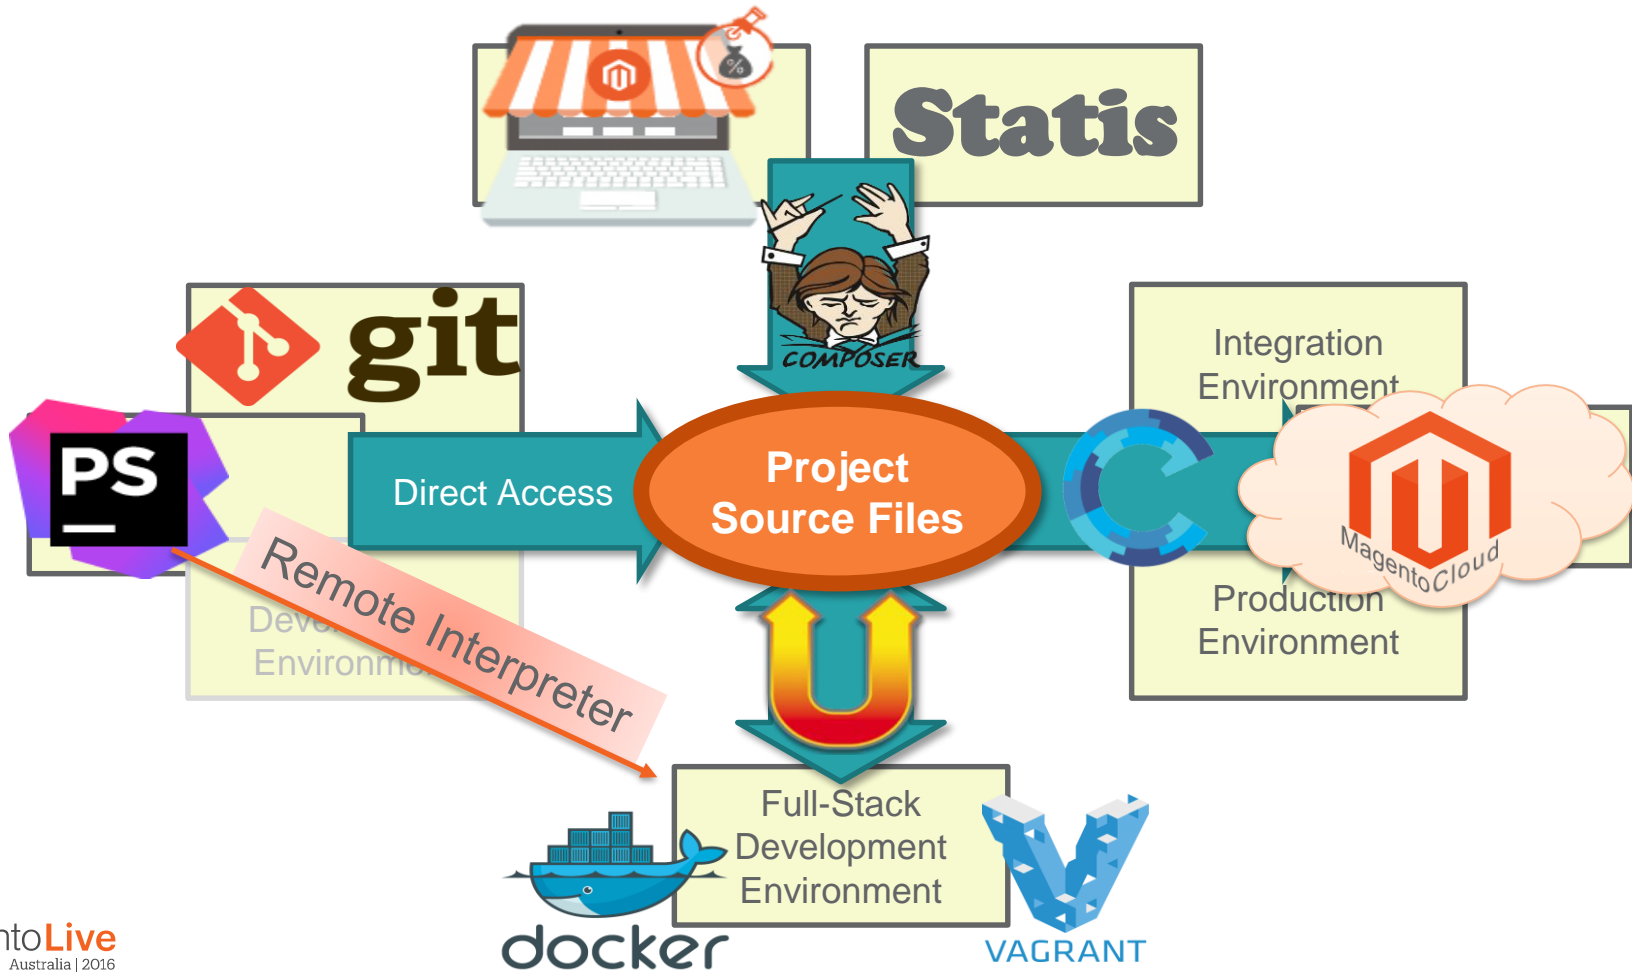 %
Statis
COMPOSER
git
Integration
Environment
PS
Direct Access
Project
Source Files
MagentoCloud
Remote Interpreter
Production
Environment
Full-Stack
Development
Environment
docker
VAGRANT
ntoLive
Australia | 2016